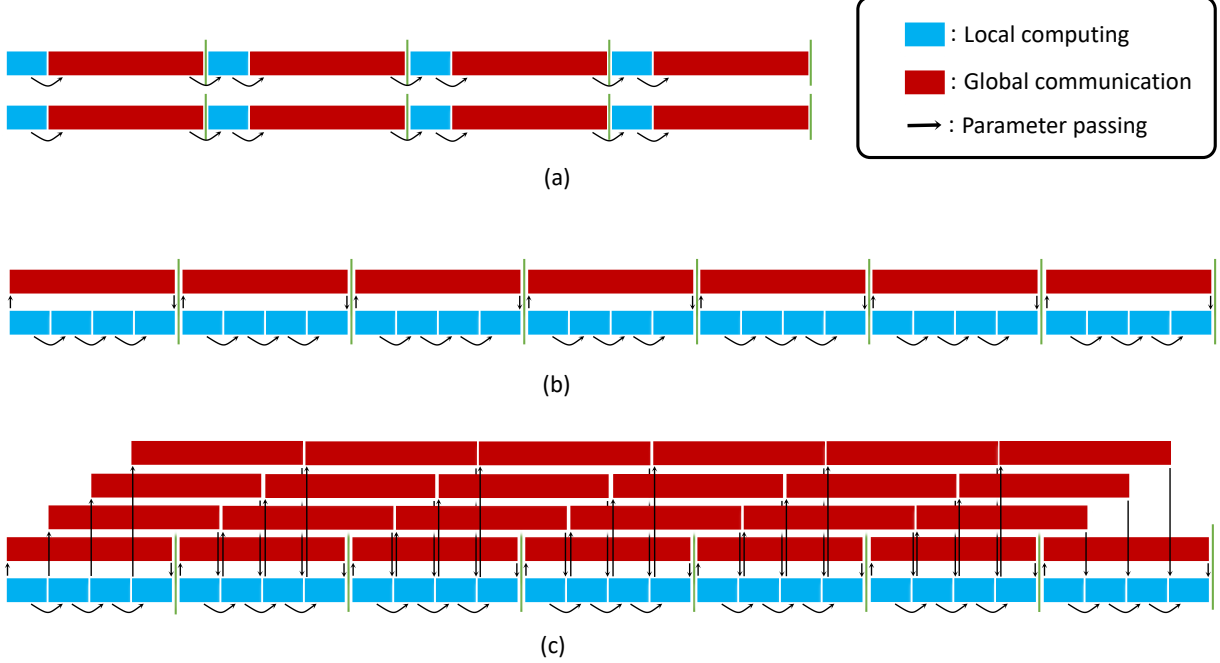 : Local computing
: Global communication
: Parameter passing
(a)
(b)
(c)